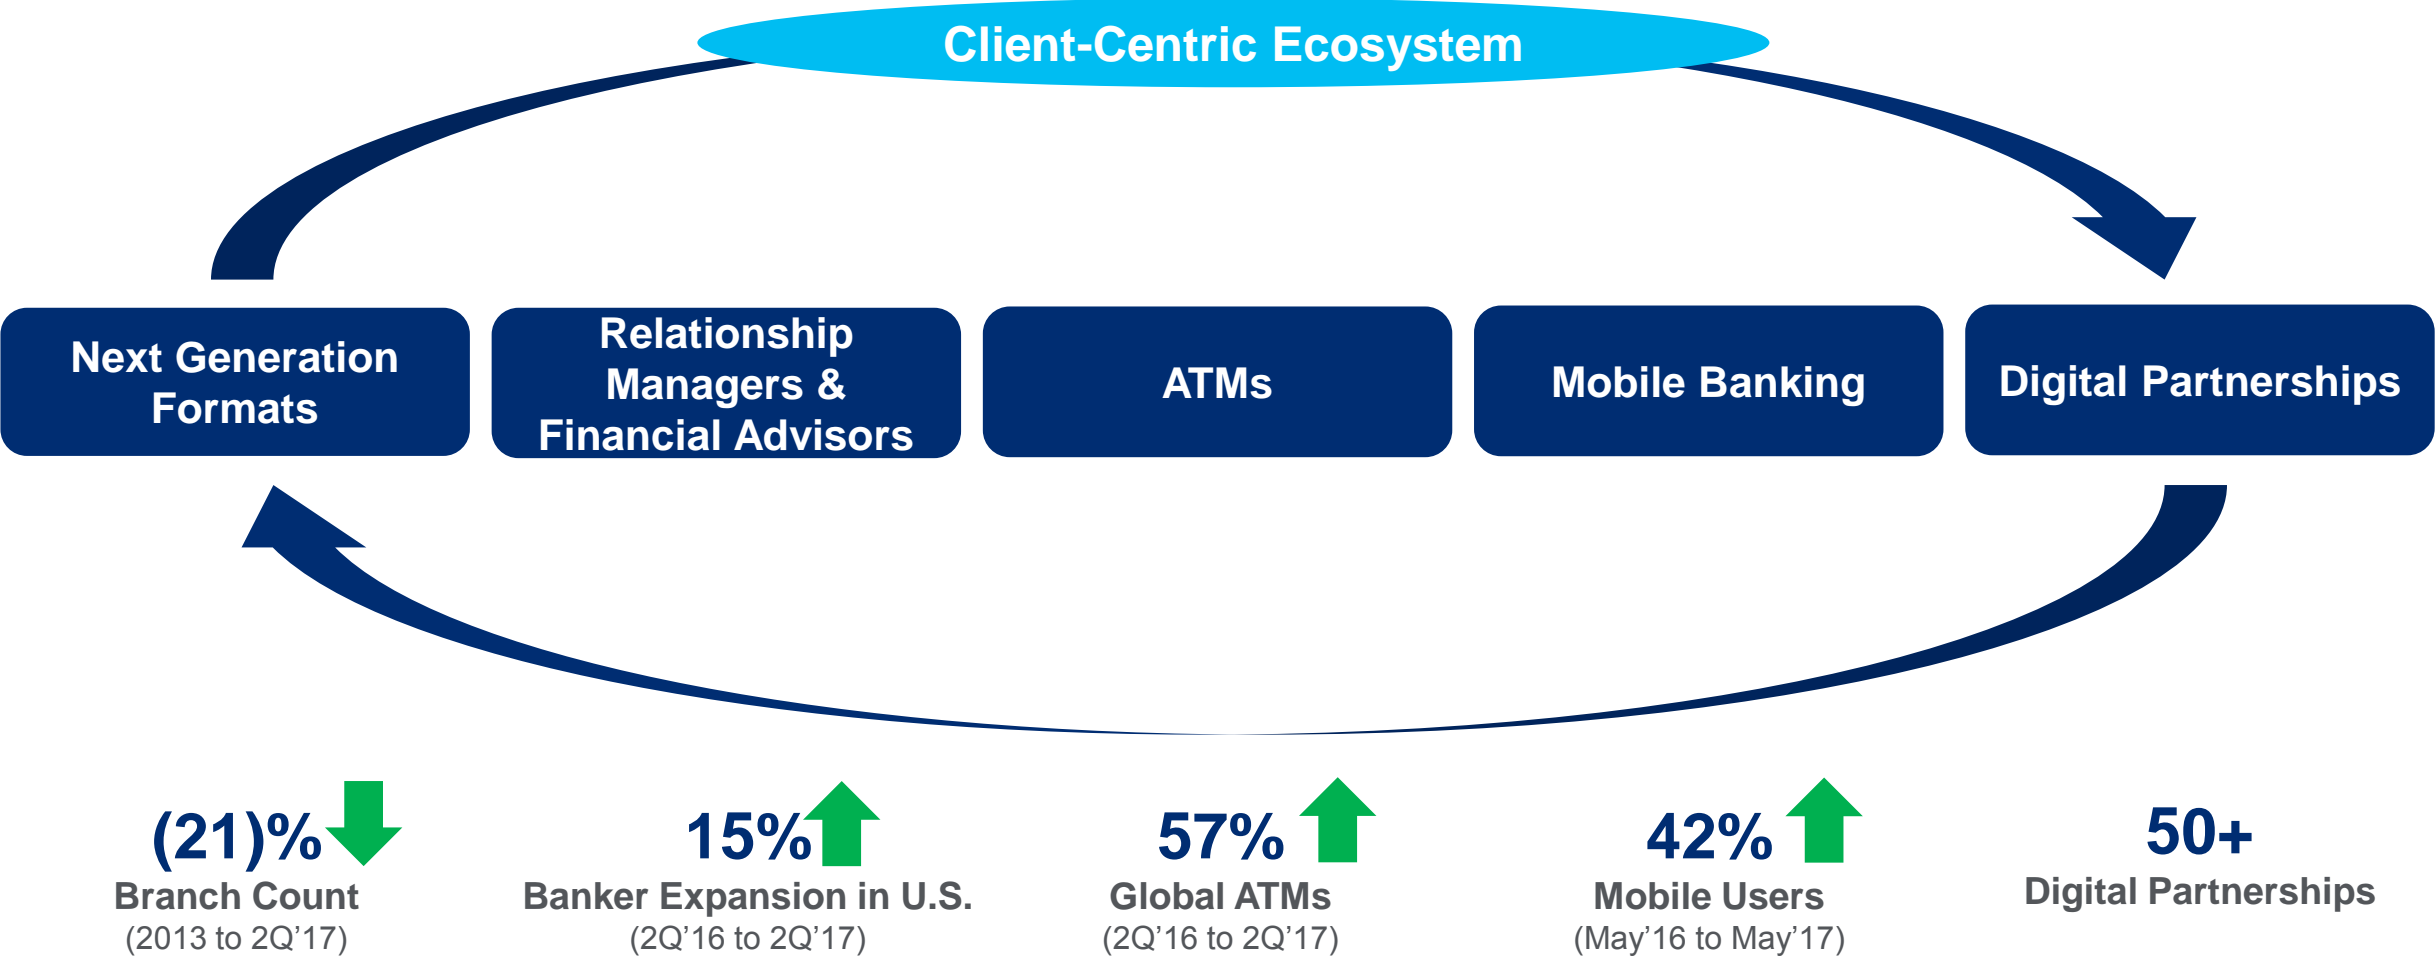 Client-Centric Ecosystem
Next Generation
Formats
Relationship
Managers &
Financial Advisors
ATMs
Mobile Banking
Digital Partnerships
(21)%
Branch Count
(2013 to 2Q’17)
15%
Banker Expansion in U.S.
(2Q’16 to 2Q’17)
57%
Global ATMs
(2Q’16 to 2Q’17)
42%
Mobile Users
(May’16 to May’17)
50+
Digital Partnerships